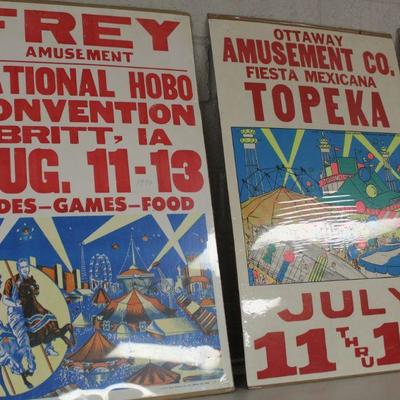 FREY
AMUSEMENT
ATIONAL HOBO
ONVENTION
BRITT, IA
UG. 11-13
DES-GAMES-FOOD
OTTAWAY
AMUSEMENT CO.
FIESTA MEXICANA
TOPEKA
JULY
11 THRU 1